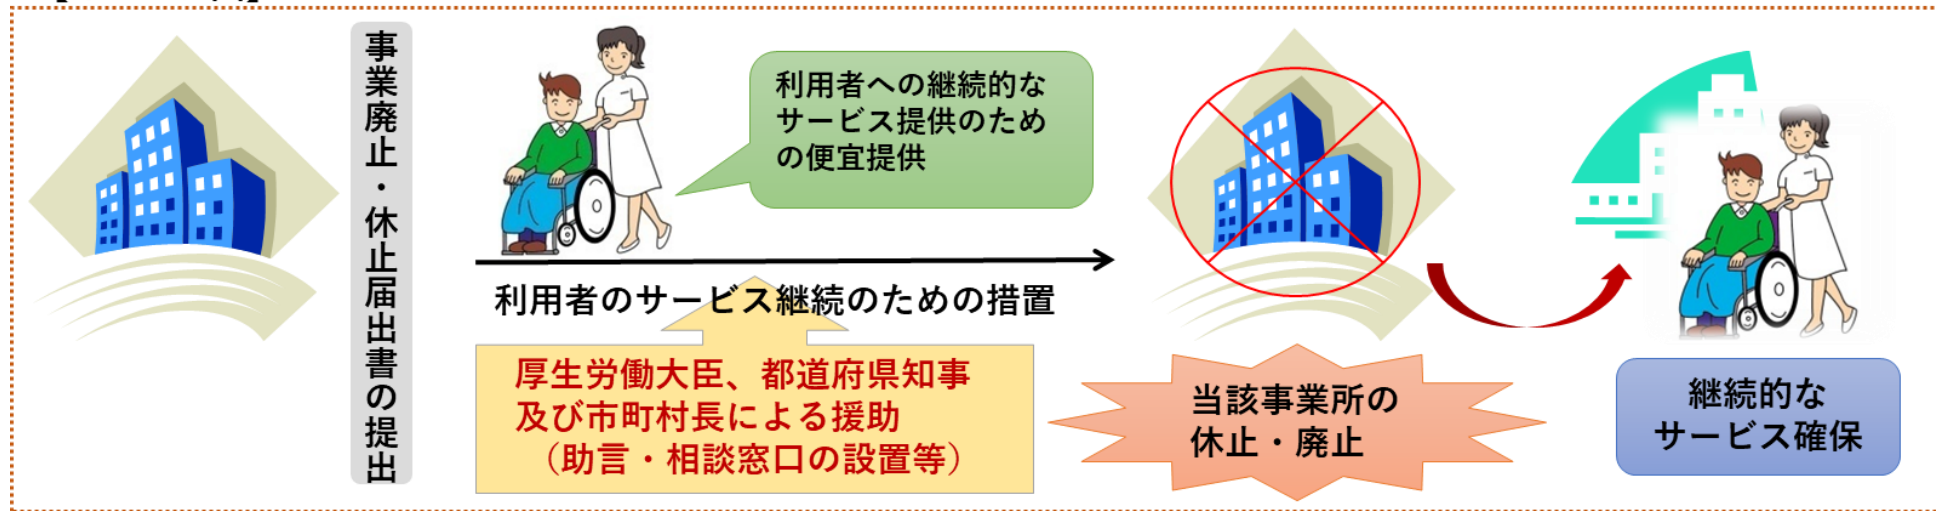 事業廃止・休止届出書の提出
利用者への継続的な
サービス提供のため
の便宜提供
利用者のサービス継続のための措置
厚生労働大臣、都道府県知事
及び市町村長による援助
（助言・相談窓口の設置等）
当該事業所の
休止・廃止
継続的な
サービス確保